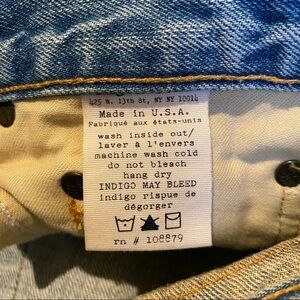 425 W. 13th St, NY NY 10014
Made in U.S.A.
Fabriqué aux états-unis
wash inside out/
laver à l'envers
machine wash cold
do not bleach
hang dry
INDIGO MAY BLEED
indigo risque de
dégorger
rn # 108879